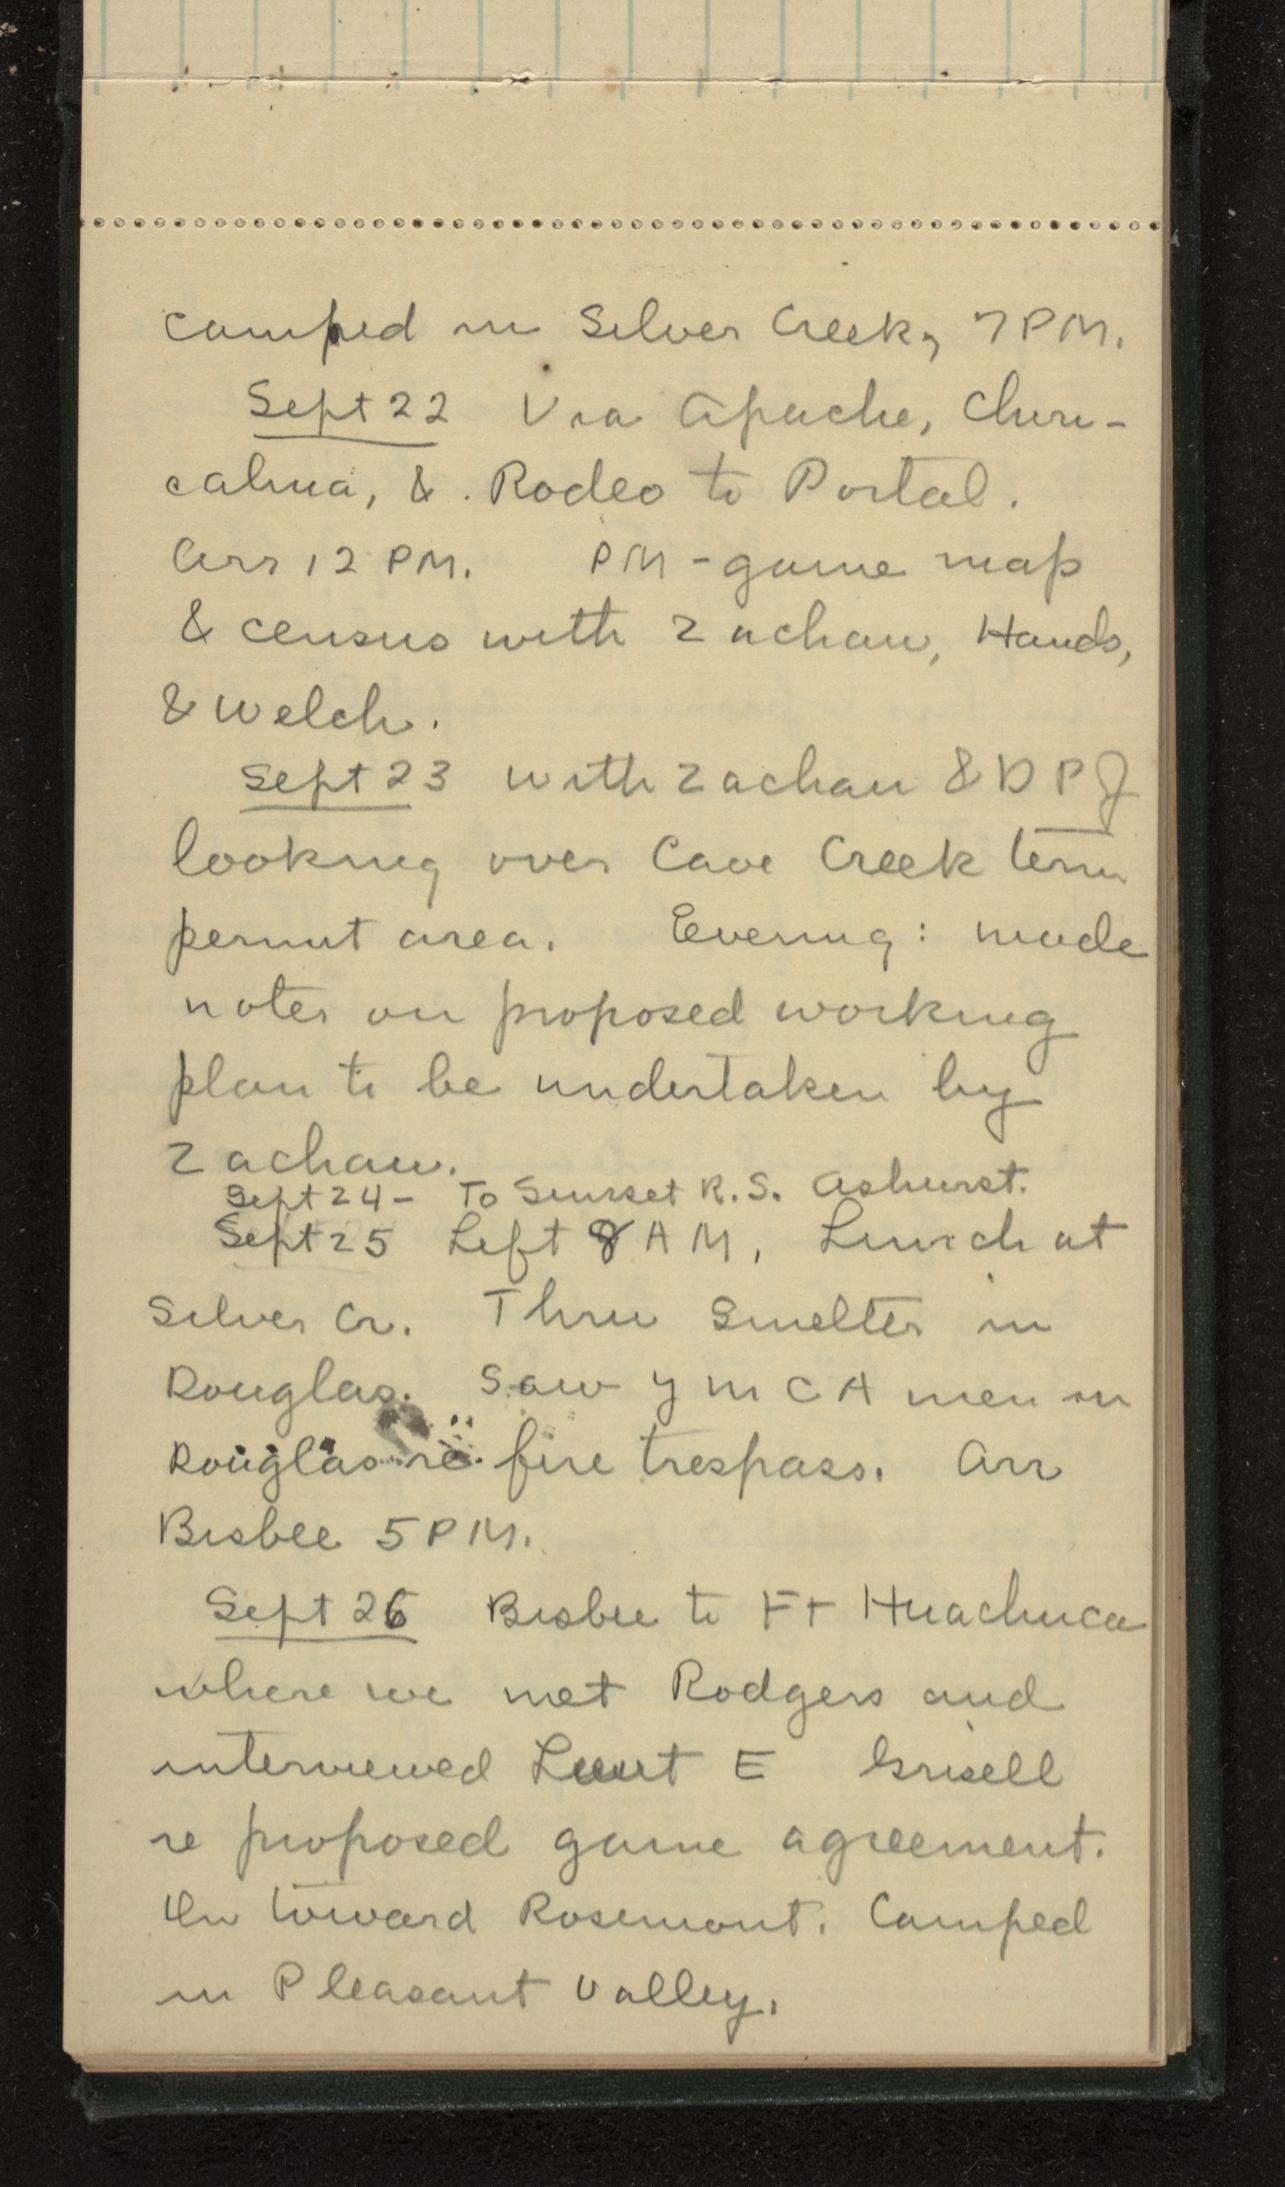 camped in Silver Creek, 7 PM.
Sept 22 Via Apache, Chiri-
cahua, & Rodeo to Portal.
Arr 12 PM. PM - game map
& census with Zachau, Hands,
& Welch.
Sept 23 with Zachau & D P J
looking over Cave Creek term
permit area. Evening: made
notes on proposed working
plan to be undertaken by
Zachau.
Sept 24 - To Sunset R.S. Ashurst.
Sept 25 Left 8 AM, Lunch at
Silver Cr. Thru Smelter in
Douglas. Saw YMCA men in
Douglas re fire trespass. Arr
Bisbee 5 PM.
Sept 26 Bisbee to Ft Huachuca
where we met Rodgers and
interviewed Lieut E Grisell
re proposed game agreement.
On toward Rosemont. Camped
in Pleasant Valley.